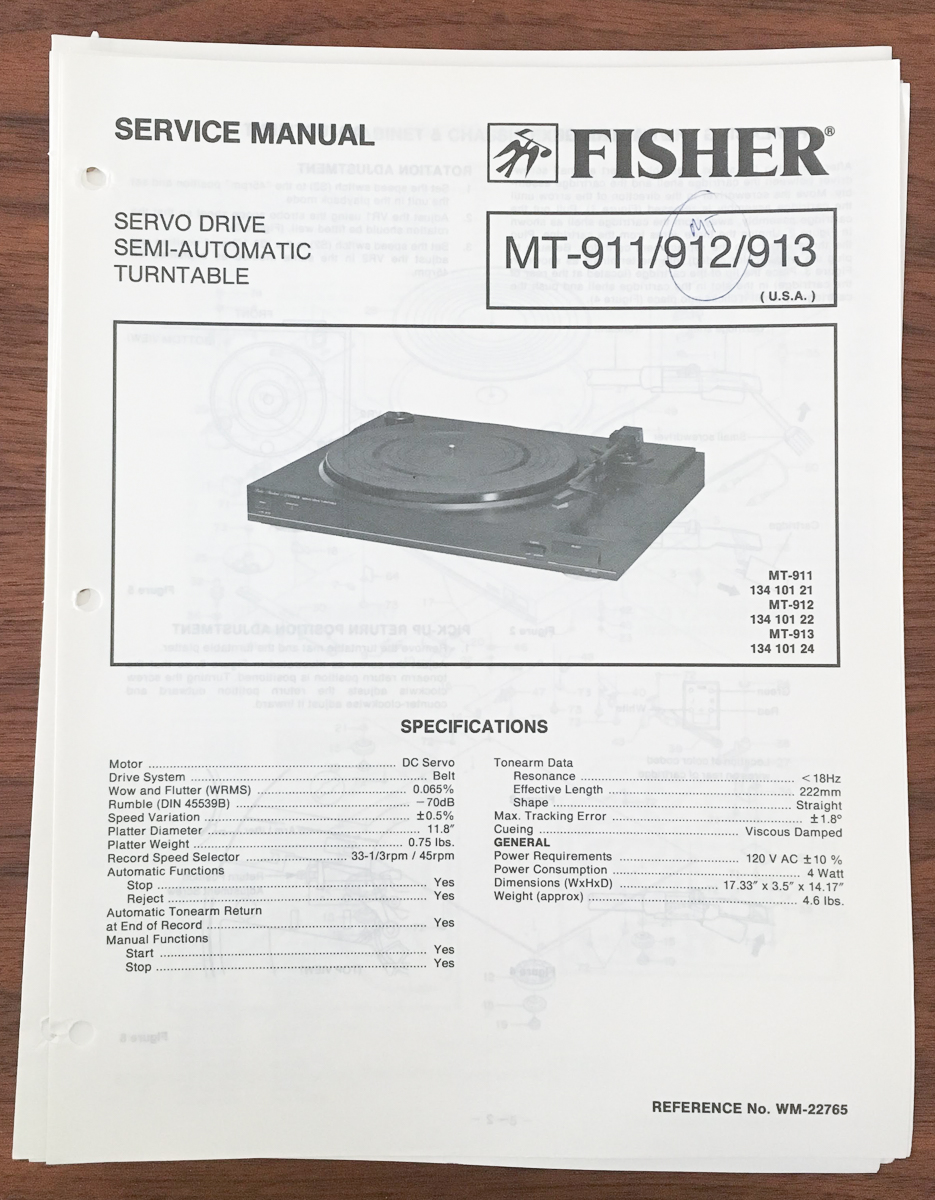 SERVICE MANUAL
FISHER®
SERVO DRIVE
SEMI-AUTOMATIC
TURNTABLE
MT
MT-911/912/913
( U.S.A. )
MT-911
134 101 21
MT-912
134 101 22
MT-913
134 101 24
SPECIFICATIONS
Motor ........ DC Servo
Drive System ........ Belt
Wow and Flutter (WRMS) ........ 0.065%
Rumble (DIN 45539B) ........ −70dB
Speed Variation ........ ±0.5%
Platter Diameter ........ 11.8″
Platter Weight ........ 0.75 lbs.
Record Speed Selector ........ 33-1/3rpm / 45rpm
Automatic Functions
Stop ........ Yes
Reject ........ Yes
Automatic Tonearm Return
at End of Record ........ Yes
Manual Functions
Start ........ Yes
Stop ........ Yes
Tonearm Data
Resonance ........ <18Hz
Effective Length ........ 222mm
Shape ........ Straight
Max. Tracking Error ........ ±1.8°
Cueing ........ Viscous Damped
GENERAL
Power Requirements ........ 120 V AC ±10 %
Power Consumption ........ 4 Watt
Dimensions (WxHxD) ........ 17.33″ x 3.5″ x 14.17″
Weight (approx) ........ 4.6 lbs.
REFERENCE No. WM-22765